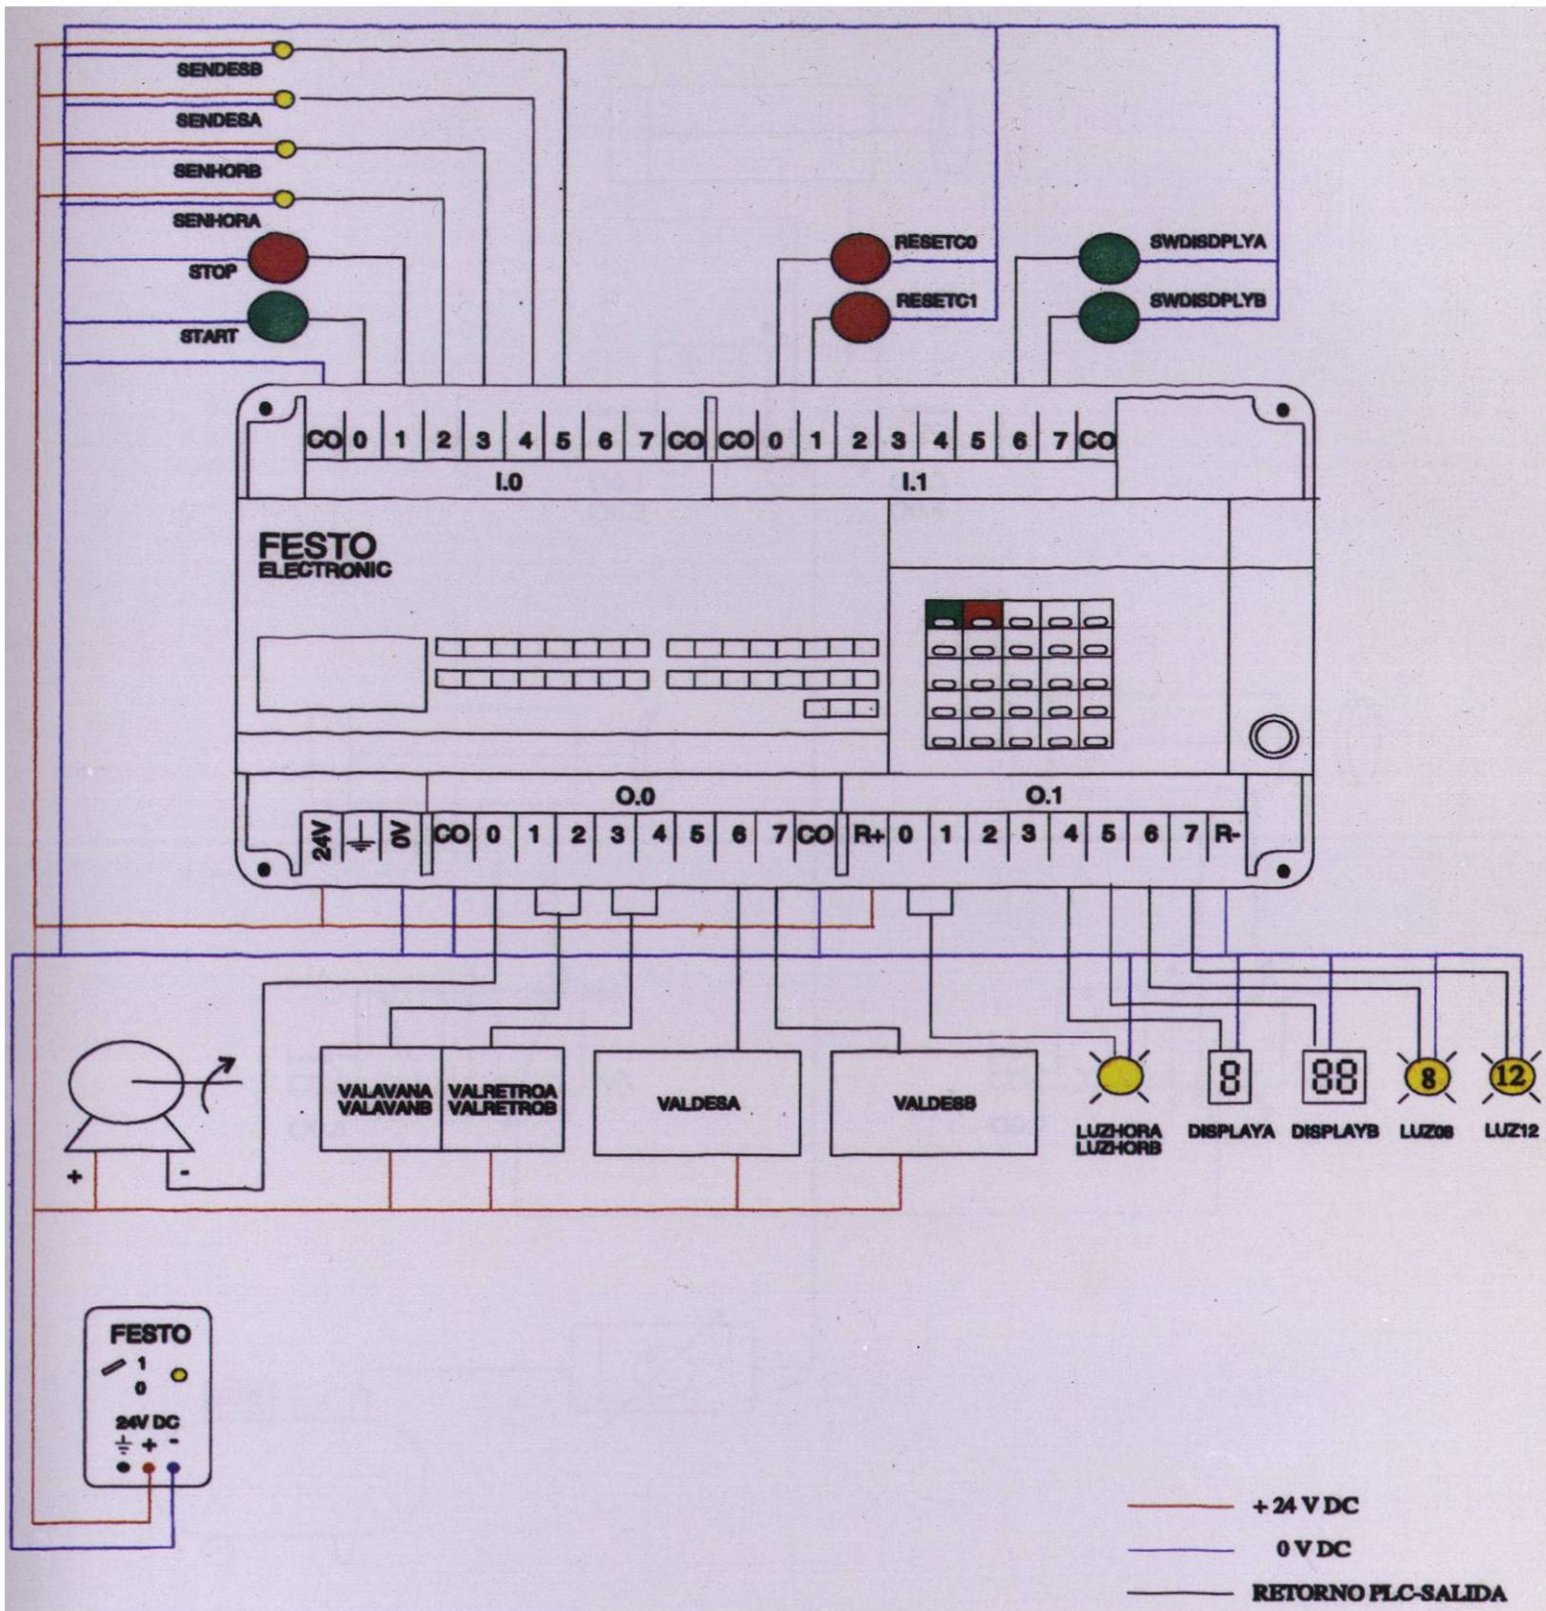 SENDESB
SENDESA
SENHORB
SENHORA
STOP
START
RESETC0
RESETC1
SWDISDPLYA
SWDISDPLYB
CO 0 1 2 3 4 5 6 7 CO CO 0 1 2 3 4 5 6 7 CO
I.0 I.1
FESTO
ELECTRONIC
O.0 O.1
24V 0V CO 0 1 2 3 4 5 6 7 CO R+ 0 1 2 3 4 5 6 7 R-
VALAVANA
VALAVANB
VALRETROA
VALRETROB
VALDESA
VALDESB
8
88
8
12
LUZHORA
LUZHORB
DISPLAYA
DISPLAYB
LUZ08
LUZ12
+ -
FESTO
1
0
24V DC
+ -
+ 24 V DC
0 V DC
RETORNO PLC-SALIDA